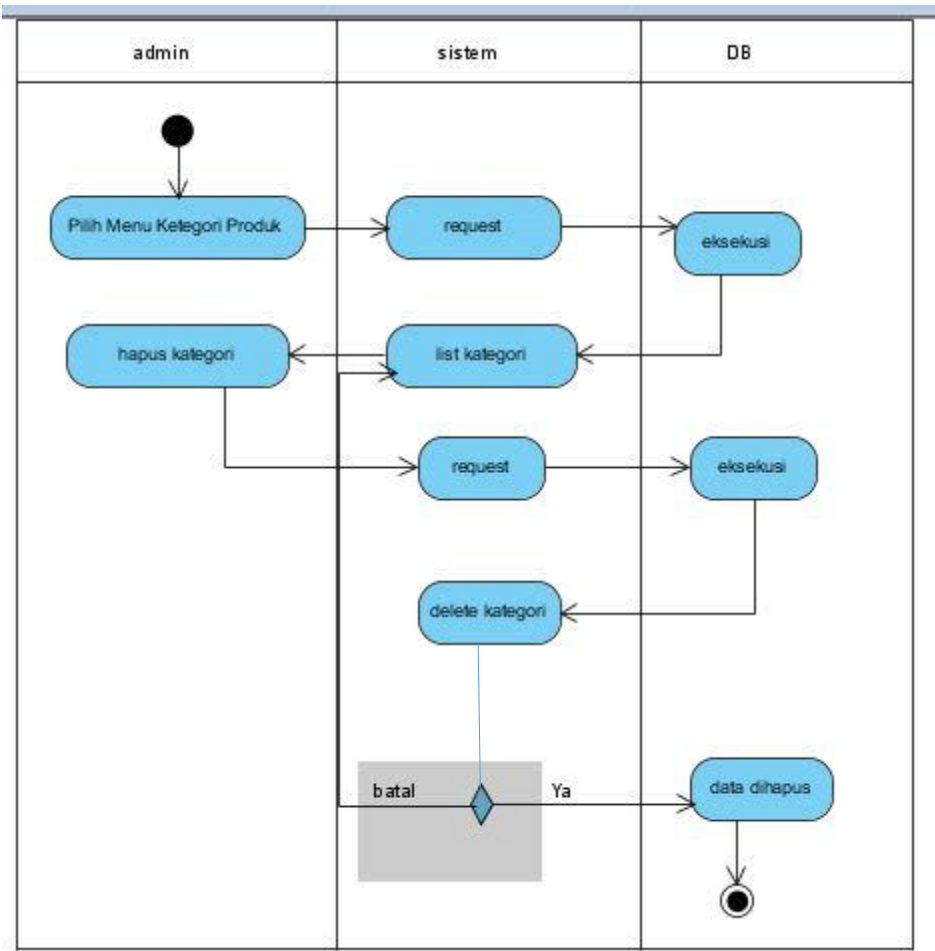 admin
sistem
DB
Pilih Menu Ketegori Produk
request
eksekusi
hapus kategori
list kategori
request
eksekusi
delete kategori
batal
Ya
data dihapus